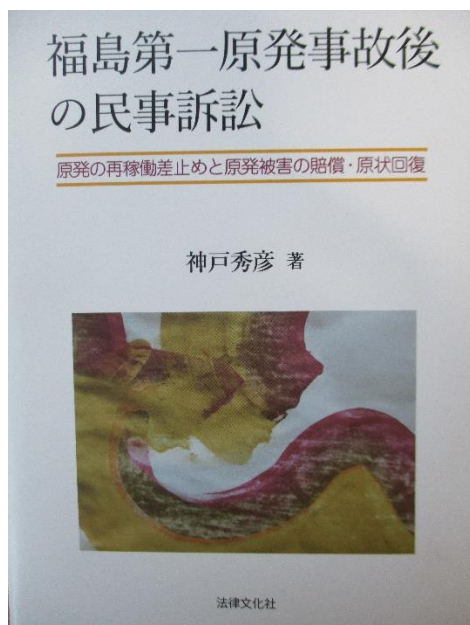 福島第一原発事故後
の民事訴訟
原発の再稼働差止めと原発被害の賠償・原状回復
神戸秀彦 著
法律文化社